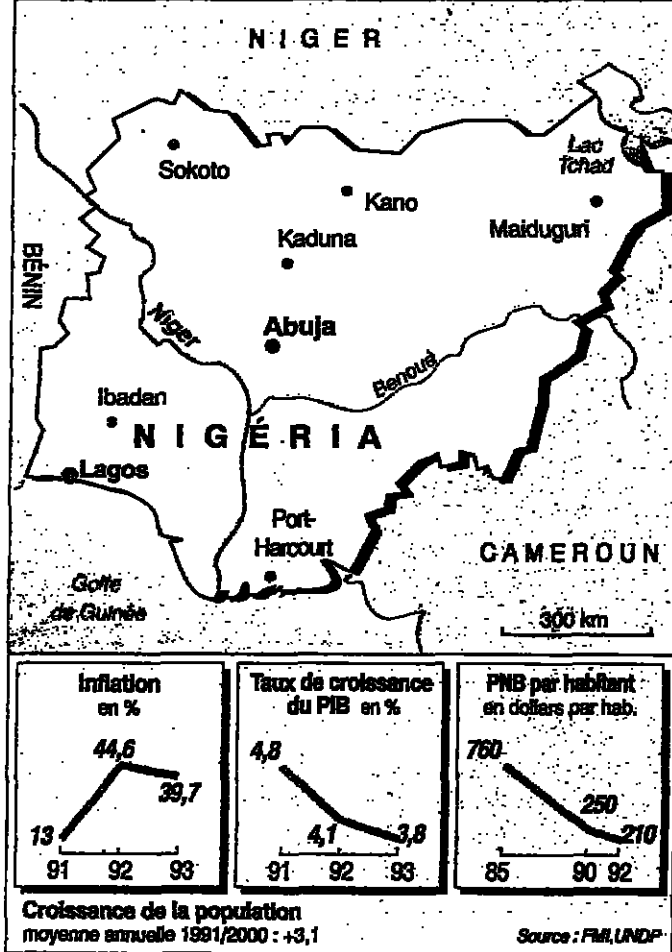 NIGER
Lac
Tchad
Sokoto
Kano
Maiduguri
Kaduna
BÉNIN
Niger
Abuja
Benoué
Ibadan
NIGÉRIA
Lagos
Port-
Harcourt
CAMEROUN
Golfe
de Guinée
300 km
Inflation
en %
44,6
39,7
13
91 92 93
Taux de croissance
du PIB en %
4,8
4,1
3,8
91 92 93
PNB par habitant
en dollars par hab.
760
250
210
85 90 92
Croissance de la population
moyenne annuelle 1991/2000 : +3,1
Source : FMI, UNDP